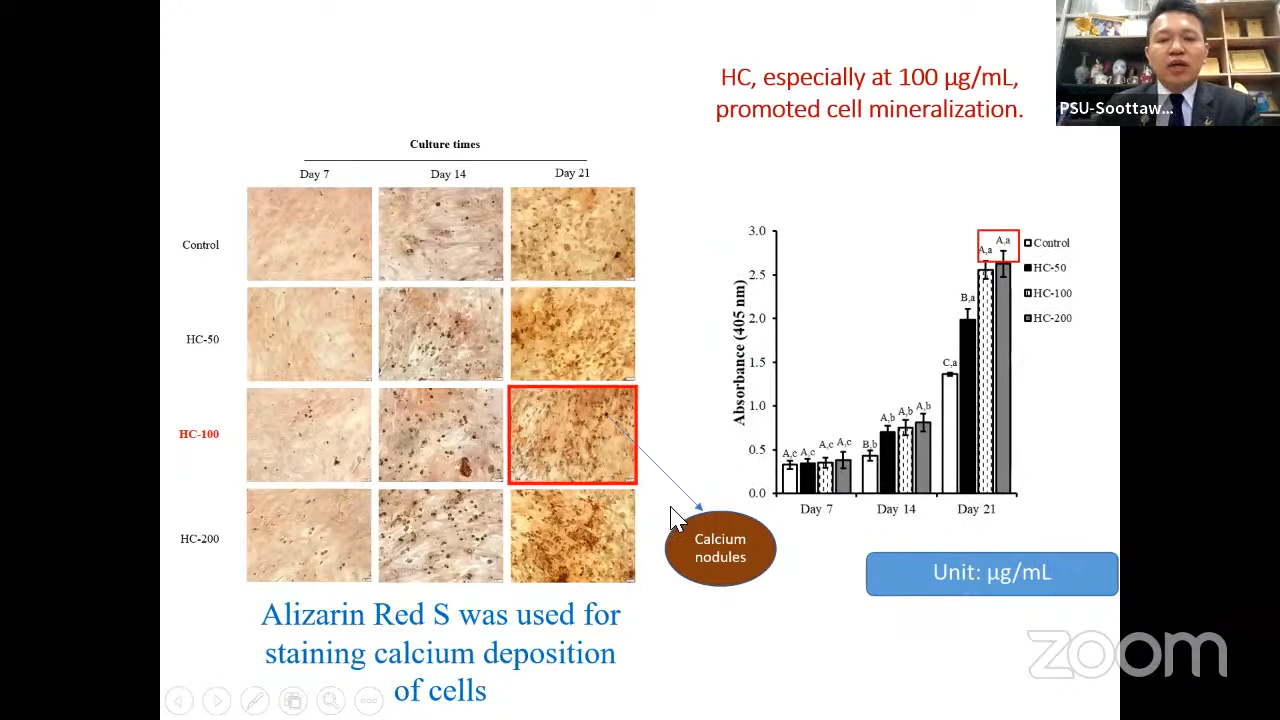 HC, especially at 100 µg/mL,
promoted cell mineralization.
PSU-Soottaw...
Culture times
Day 7
Day 14
Day 21
Control
HC-50
HC-100
HC-200
Calcium
nodules
Alizarin Red S was used for
staining calcium deposition
of cells
Absorbance (405 nm)
3.0
2.5
2.0
1.5
1.0
0.5
0.0
A,c
A,c
A,c
A,c
B,b
A,b
A,b
A,b
C,a
B,a
A,a
A,a
Day 7
Day 14
Day 21
Control
HC-50
HC-100
HC-200
Unit: µg/mL
zoom